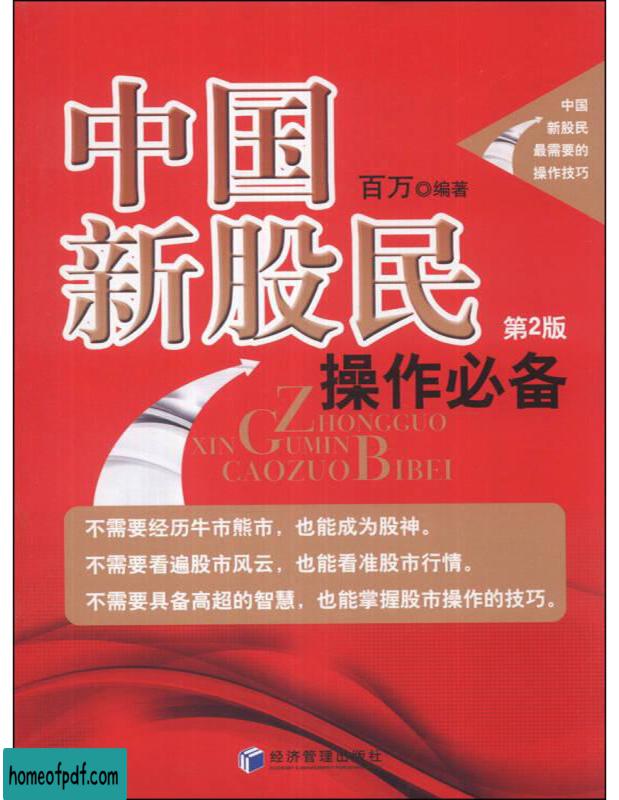 中国
新股民
最需要的
操作技巧
中国
百万◎编著
新股民
第2版
操作必备
ZHONGGUO
XIN GUMIN
CAOZUO BIBEI
不需要经历牛市熊市，也能成为股神。
不需要看遍股市风云，也能看准股市行情。
不需要具备高超的智慧，也能掌握股市操作的技巧。
经济管理出版社
ECONOMY & MANAGEMENT PUBLISHING HOUSE
homeofpdf.com